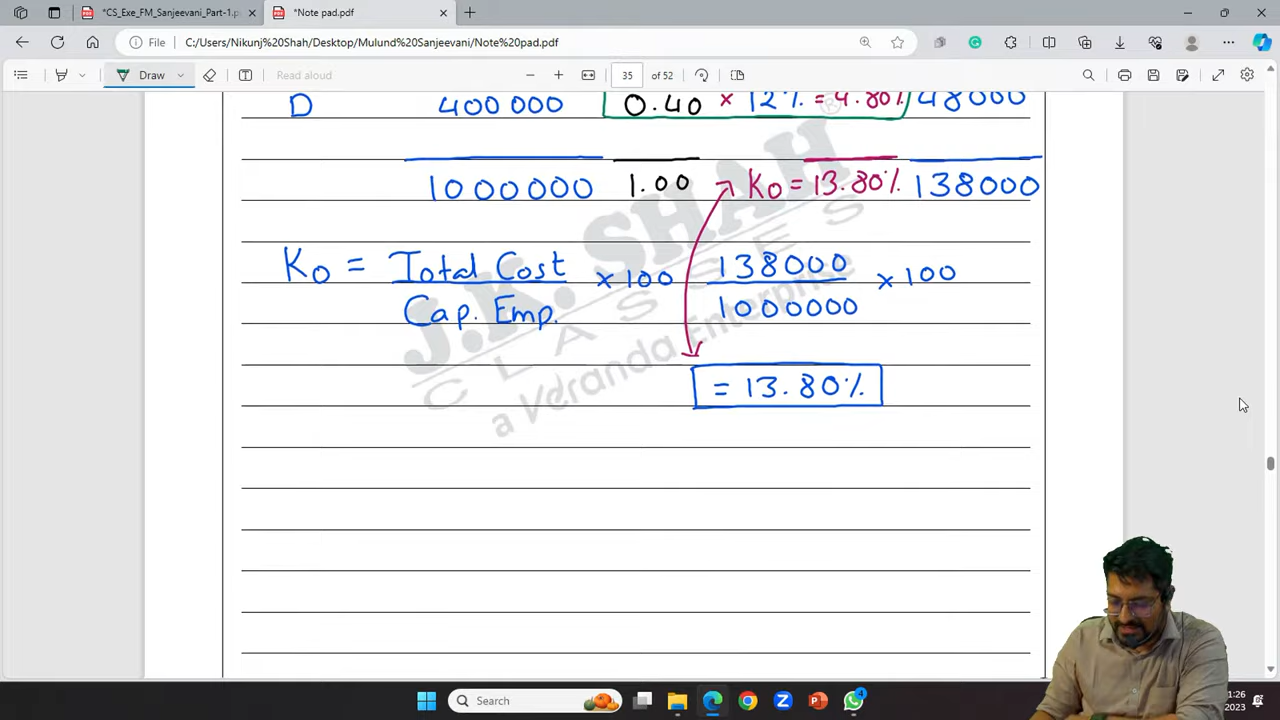 *CS_Exe_FM_Sanjeevani_Part-1.p
*Note pad.pdf
File
C:/Users/Nikunj%20Shah/Desktop/Mulund%20Sanjeevani/Note%20pad.pdf
Draw
Read aloud
35 of 52
D 400000 0.40 × 12% = 4.80% 48000
1000000 1.00 Ko = 13.80% 138000
Ko = Total Cost × 100 138000 × 100
Cap. Emp. 1000000
= 13.80%
J.K. SHAH ®
CLASSES
a Veranda Enterprise
Search
4
1:26
2023